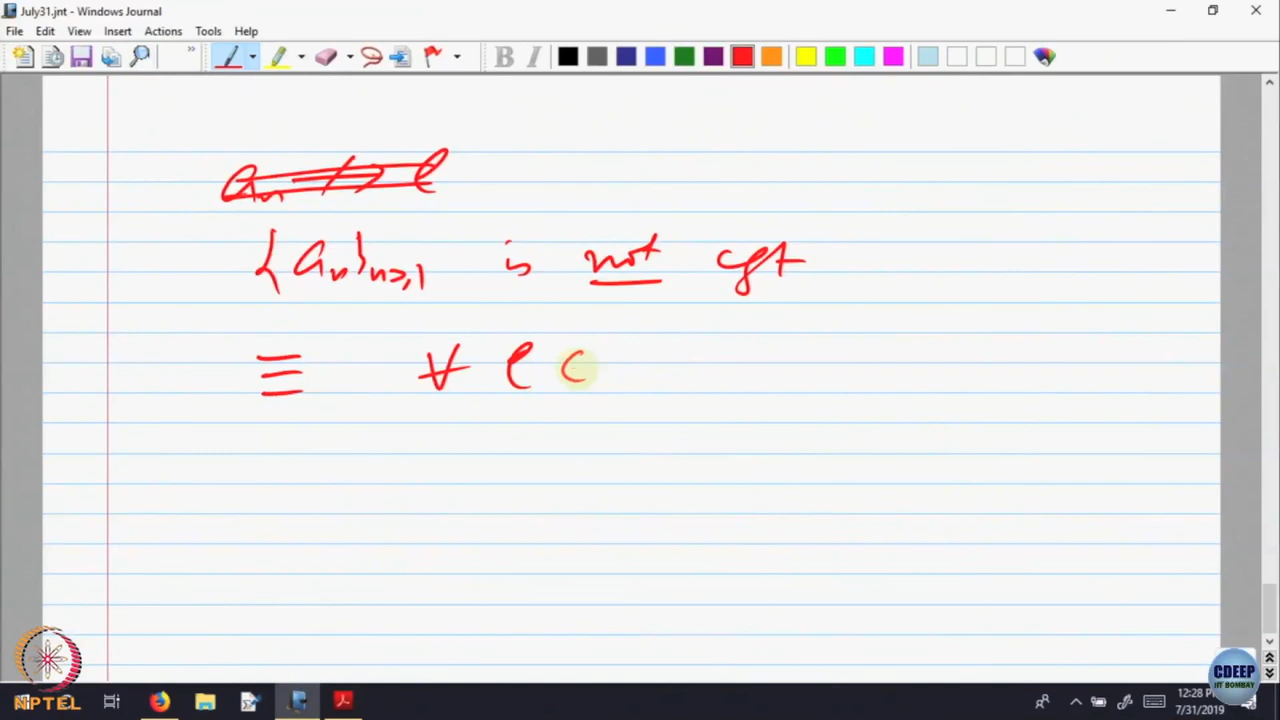 July31.jnt - Windows Journal
File Edit View Insert Actions Tools Help
B I
aₙ ↛ ℓ
{aₙ}ₙ≥₁ is not cgt
≡ ∀ ℓ
NPTEL
CDEEP
IIT BOMBAY
12:28 P
7/31/2019